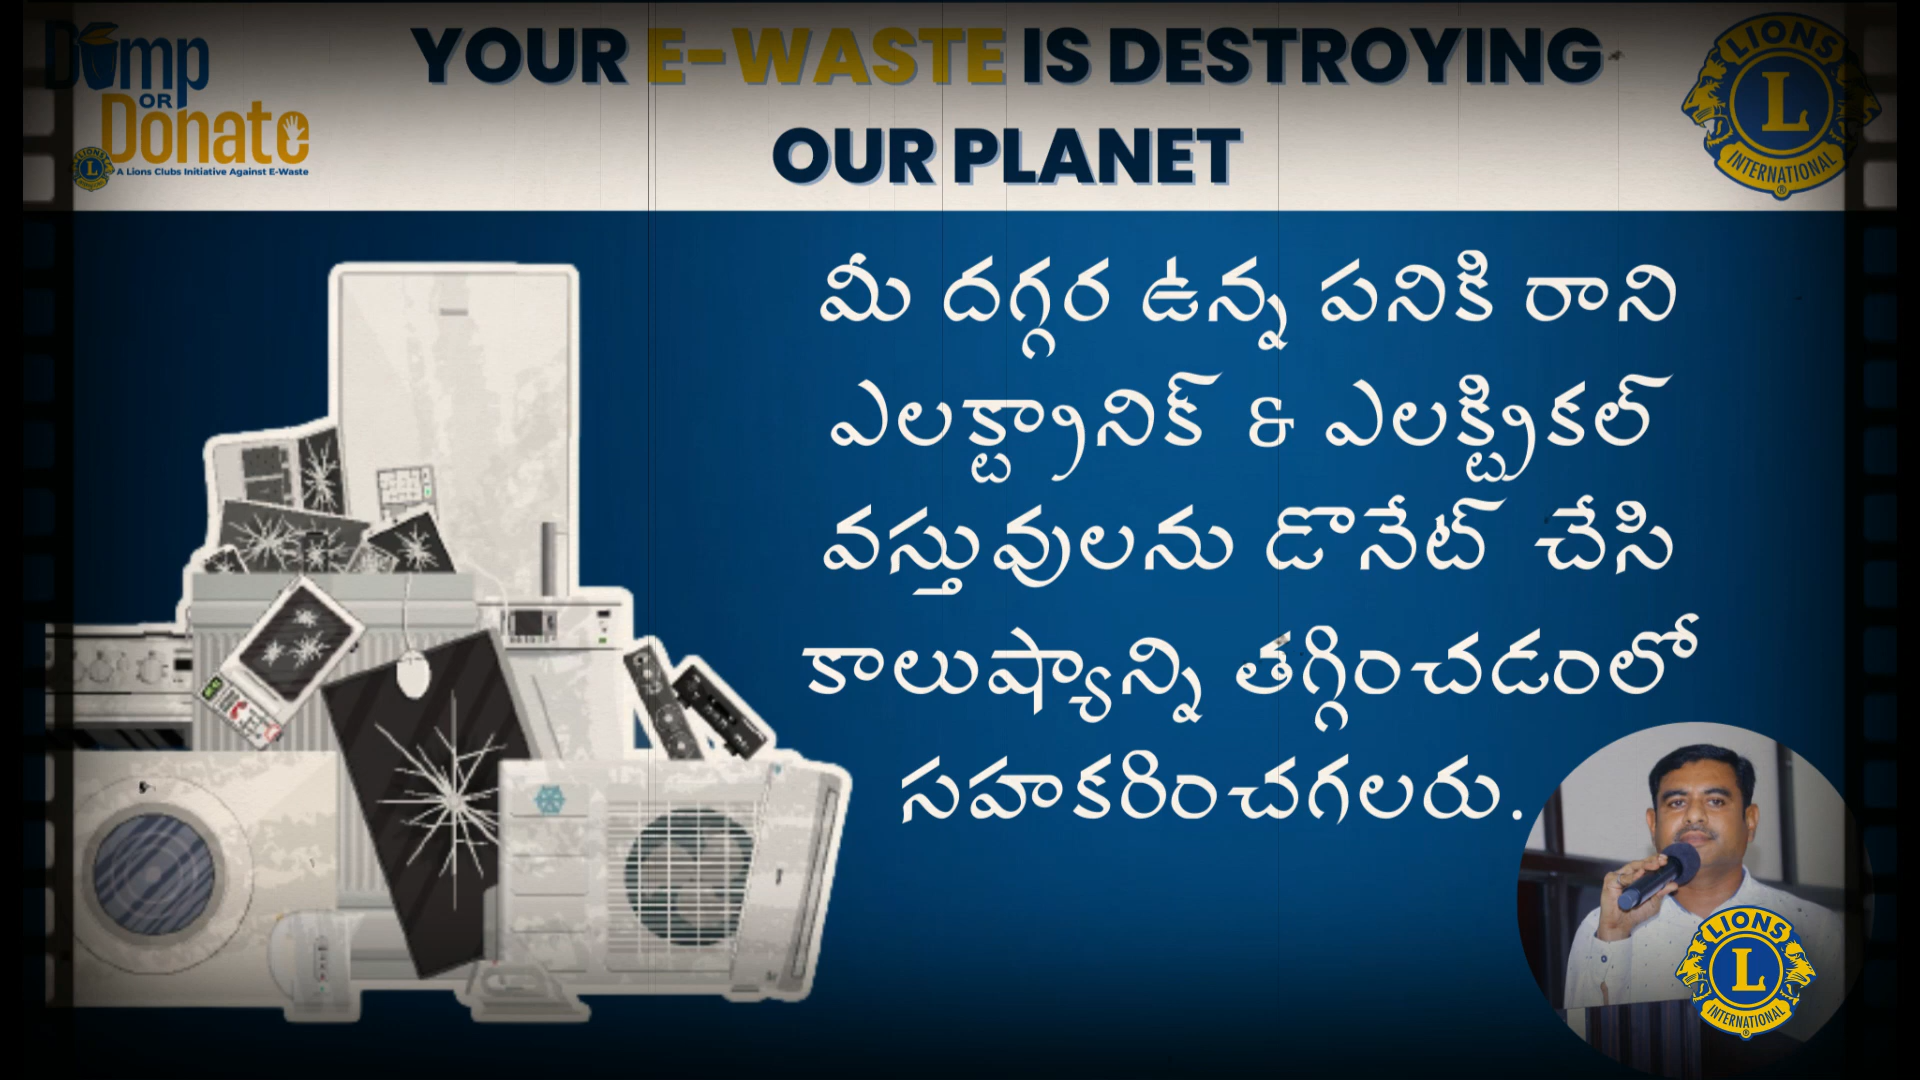 Dump
OR
Donate
A Lions Clubs Initiative Against E-Waste
YOUR E-WASTE IS DESTROYING
OUR PLANET
LIONS
L
INTERNATIONAL
®
మీ దగ్గర ఉన్న పనికి రాని
ఎలక్ట్రానిక్ & ఎలక్ట్రికల్
వస్తువులను డొనేట్ చేసి
కాలుష్యాన్ని తగ్గించడంలో
సహకరించగలరు.
LIONS
L
INTERNATIONAL
®